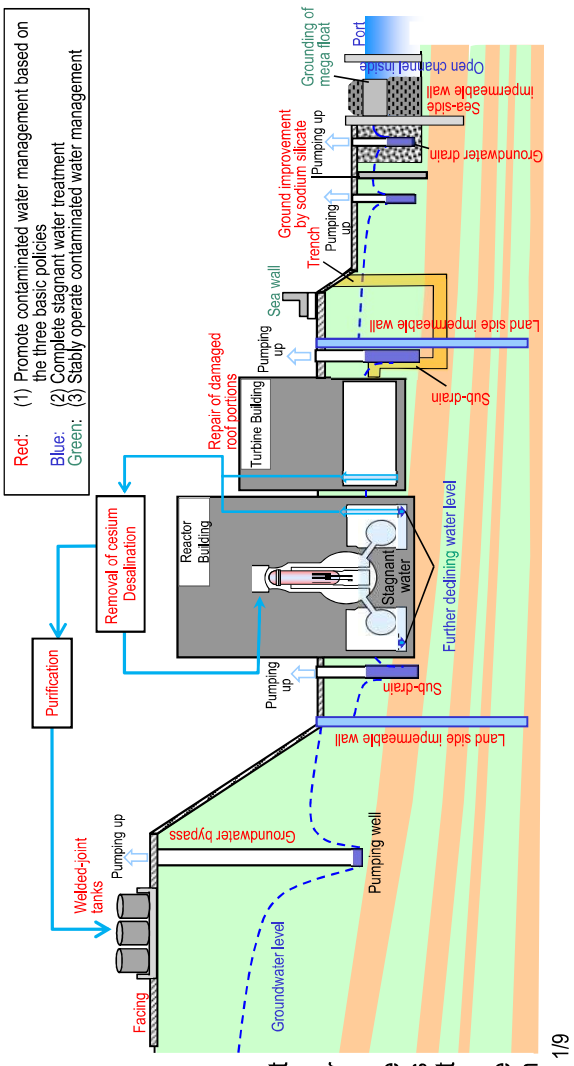 Red: (1) Promote contaminated water management based on
the three basic policies
Blue: (2) Complete stagnant water treatment
Green: (3) Stably operate contaminated water management
Purification
Removal of cesium
Desalination
Welded-joint
tanks
Facing
Pumping up
Groundwater bypass
Groundwater level
Pumping well
Land side impermeable wall
Pumping
up
Sub-drain
Reactor
Building
Stagnant
water
Further declining water level
Repair of damaged
roof portions
Turbine Building
Pumping
up
Sub-drain
Land side impermeable wall
Sea wall
Trench
Pumping
up
Ground improvement
by sodium silicate
Pumping up
Groundwater drain
Sea-side
impermeable wall
Grounding of
mega float
Open channel inside
Port
1/9